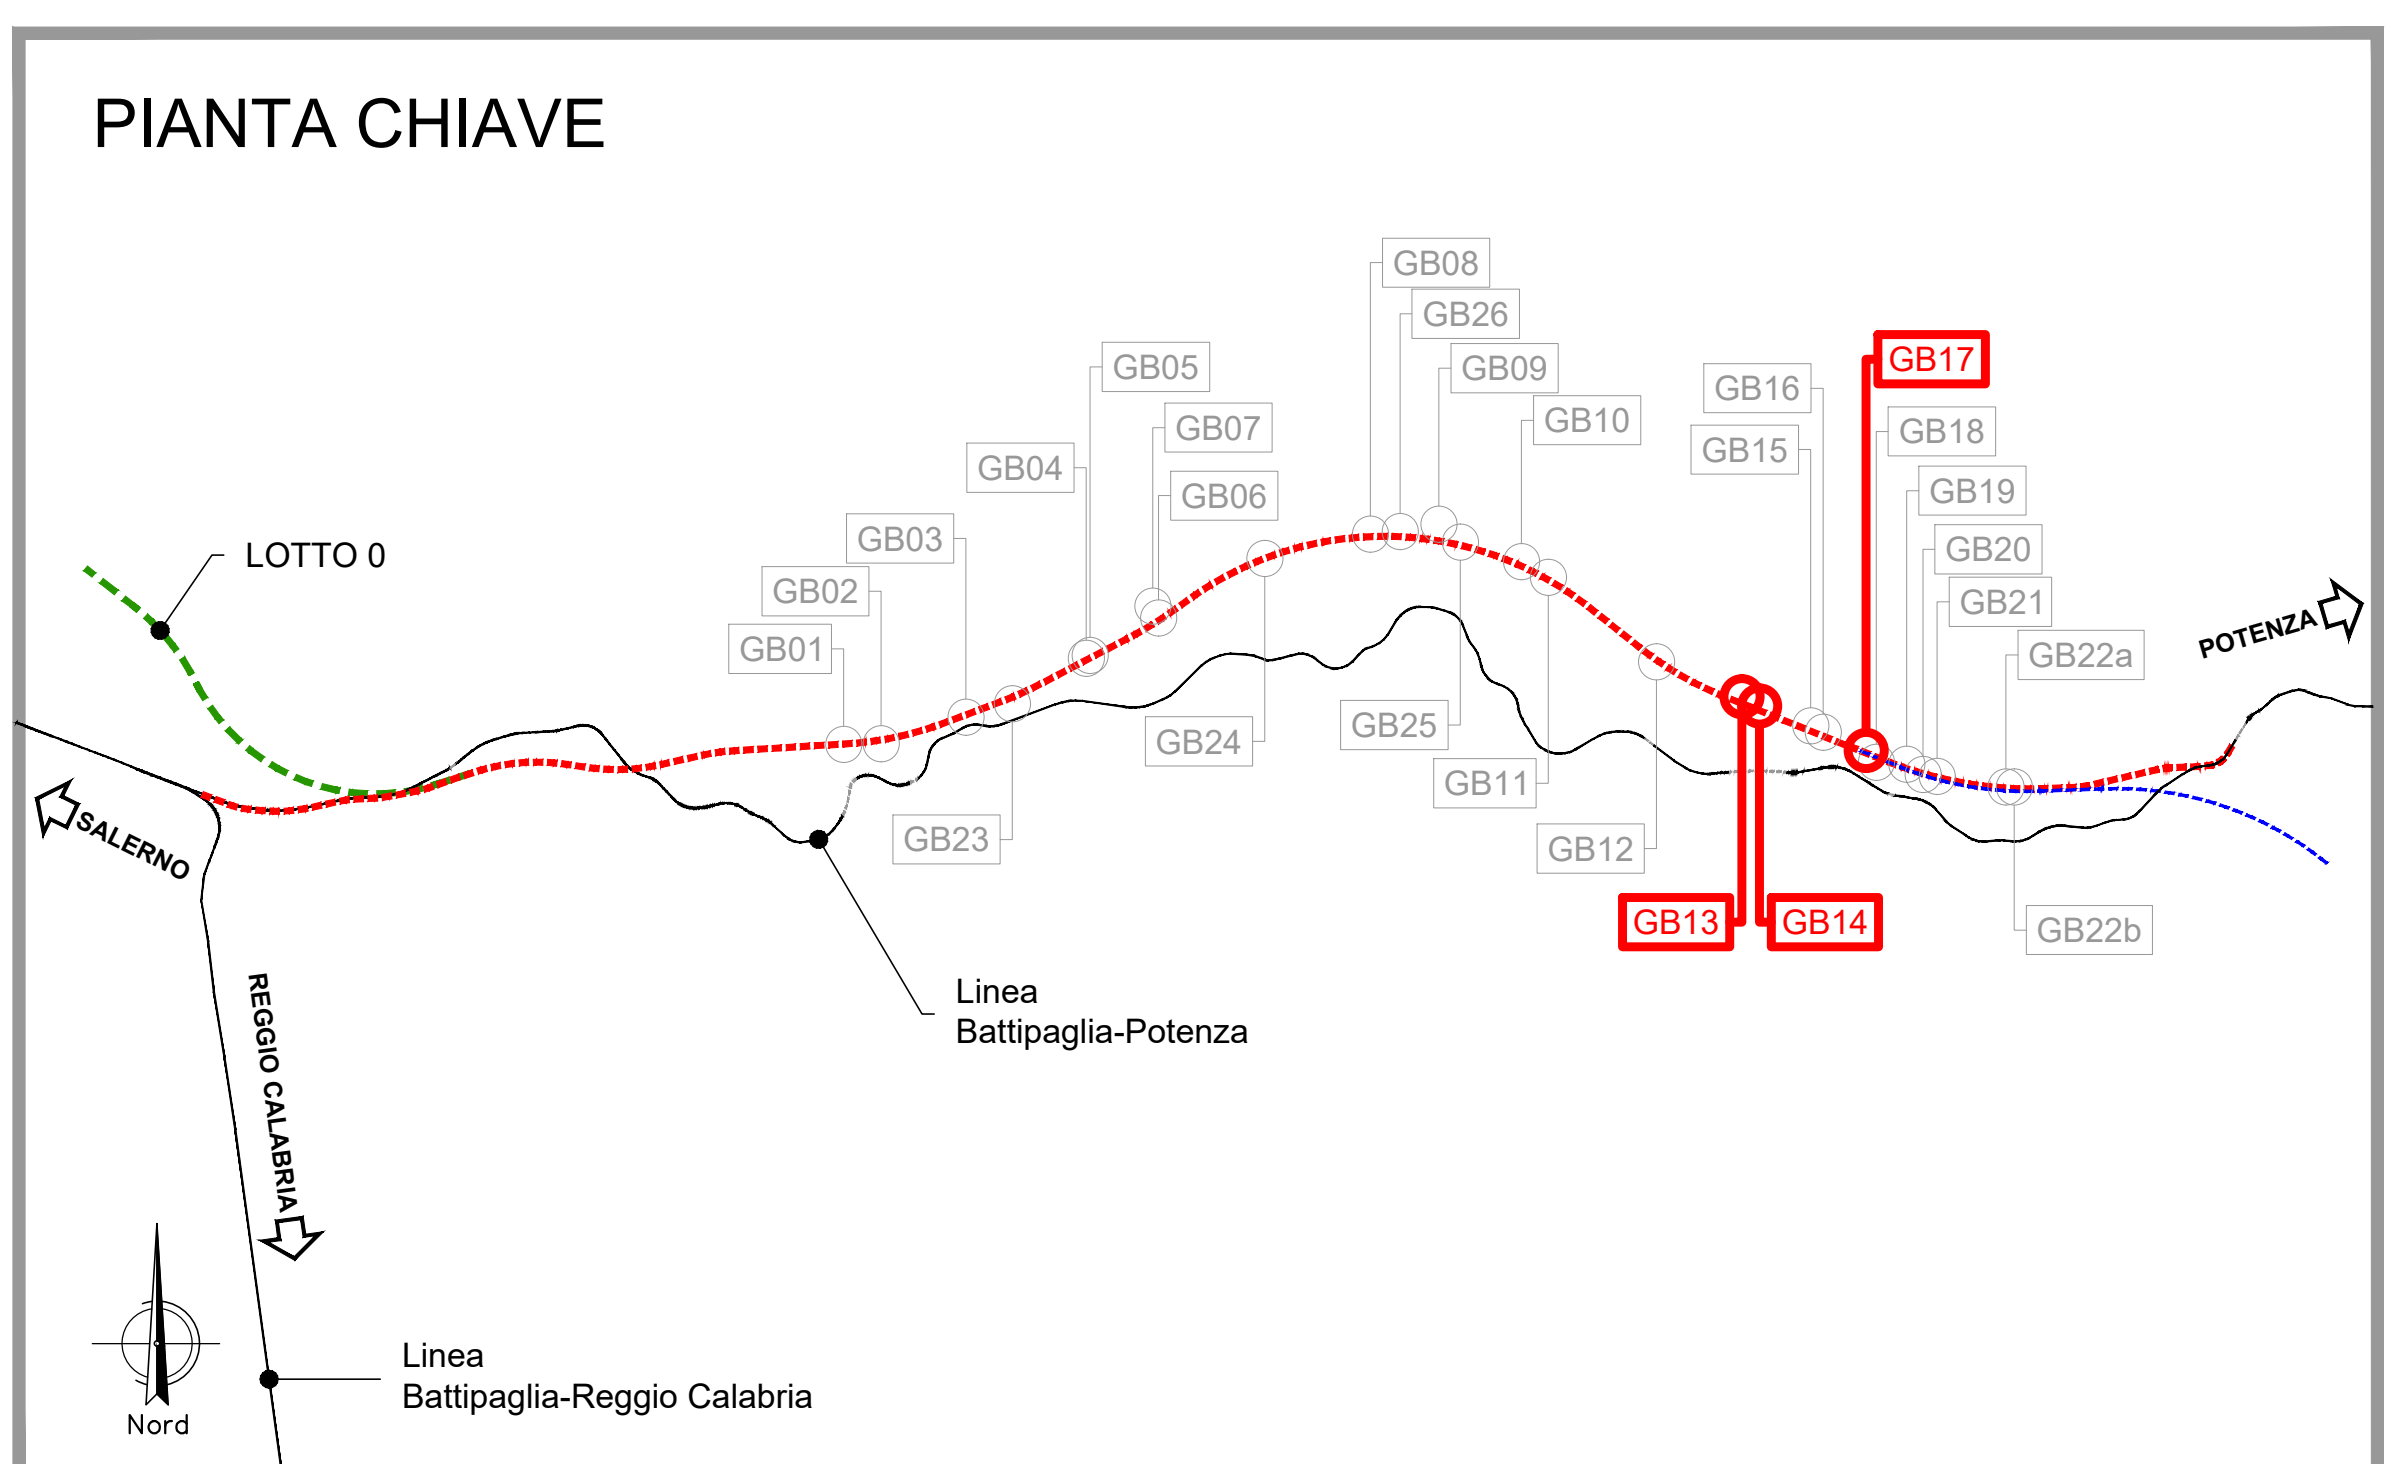 PIANTA CHIAVE
GB08
GB26
GB17
GB05
GB09
GB16
GB07
GB10
GB18
GB15
GB04
GB19
GB06
GB03
GB20
LOTTO 0
GB02
GB21
POTENZA
GB01
GB22a
GB25
GB24
GB11
SALERNO
GB23
GB12
GB13
GB14
GB22b
REGGIO CALABRIA
Linea
Battipaglia-Potenza
Linea
Battipaglia-Reggio Calabria
Nord